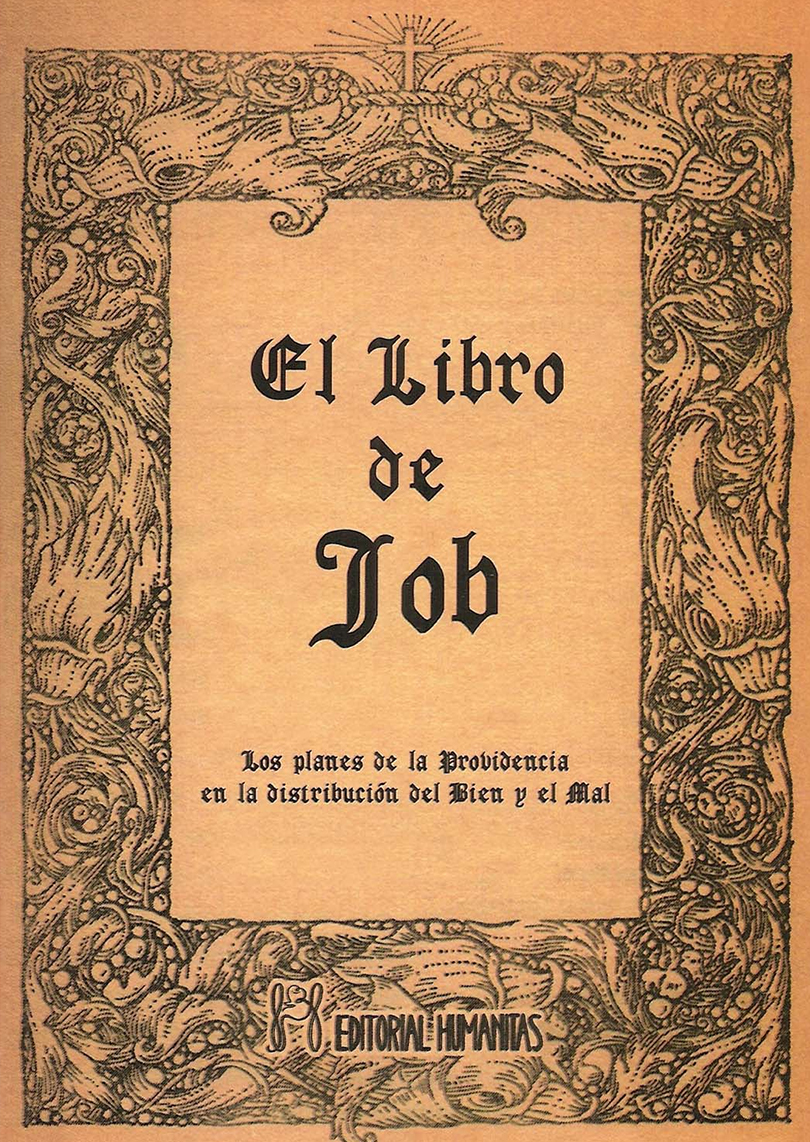 El Libro
de
Job
Los planes de la Providencia
en la distribución del Bien y el Mal
EDITORIAL HUMANITAS